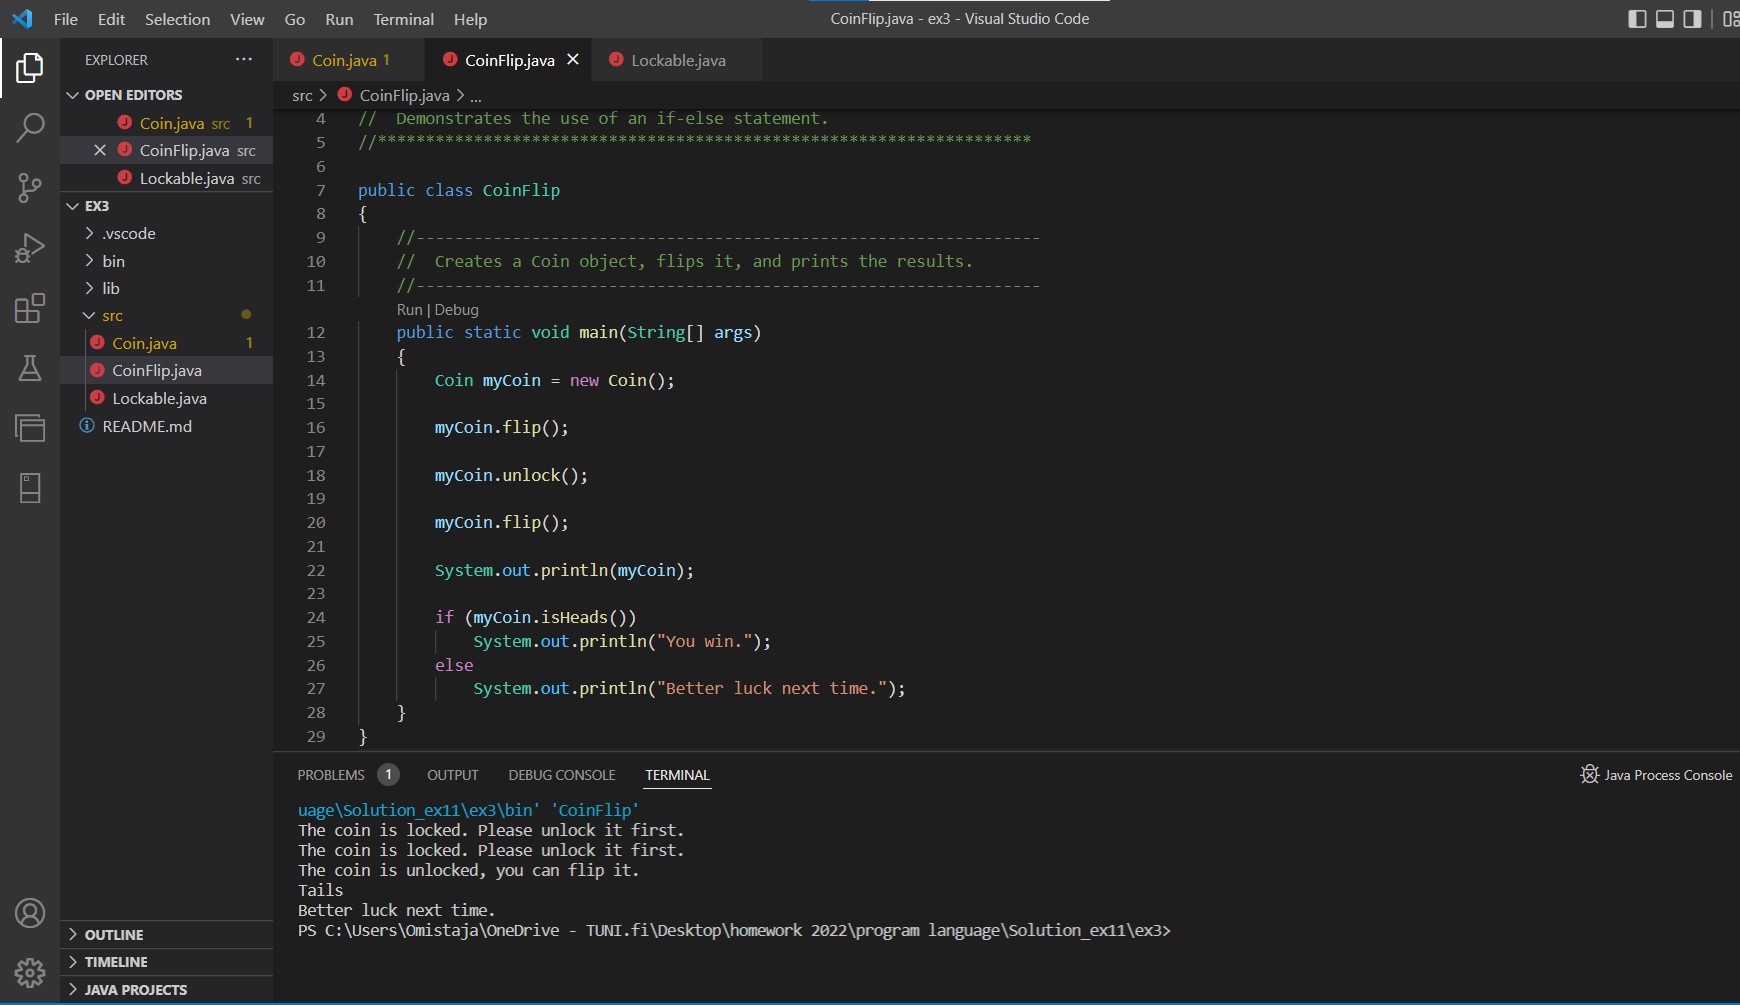 File Edit Selection View Go Run Terminal Help
CoinFlip.java - ex3 - Visual Studio Code
EXPLORER
OPEN EDITORS
Coin.java src 1
CoinFlip.java src
Lockable.java src
EX3
.vscode
bin
lib
src
Coin.java 1
CoinFlip.java
Lockable.java
README.md
OUTLINE
TIMELINE
JAVA PROJECTS
Coin.java 1
CoinFlip.java
Lockable.java
src > CoinFlip.java > ...
4 // Demonstrates the use of an if-else statement.
5 //********************************************************************
6
7 public class CoinFlip
8 {
9 //-----------------------------------------------------------------
10 // Creates a Coin object, flips it, and prints the results.
11 //-----------------------------------------------------------------
Run | Debug
12 public static void main(String[] args)
13 {
14 Coin myCoin = new Coin();
15
16 myCoin.flip();
17
18 myCoin.unlock();
19
20 myCoin.flip();
21
22 System.out.println(myCoin);
23
24 if (myCoin.isHeads())
25 System.out.println("You win.");
26 else
27 System.out.println("Better luck next time.");
28 }
29 }
PROBLEMS 1 OUTPUT DEBUG CONSOLE TERMINAL
Java Process Console
uage\Solution_ex11\ex3\bin' 'CoinFlip'
The coin is locked. Please unlock it first.
The coin is locked. Please unlock it first.
The coin is unlocked, you can flip it.
Tails
Better luck next time.
PS C:\Users\Omistaja\OneDrive - TUNI.fi\Desktop\homework 2022\program language\Solution_ex11\ex3>